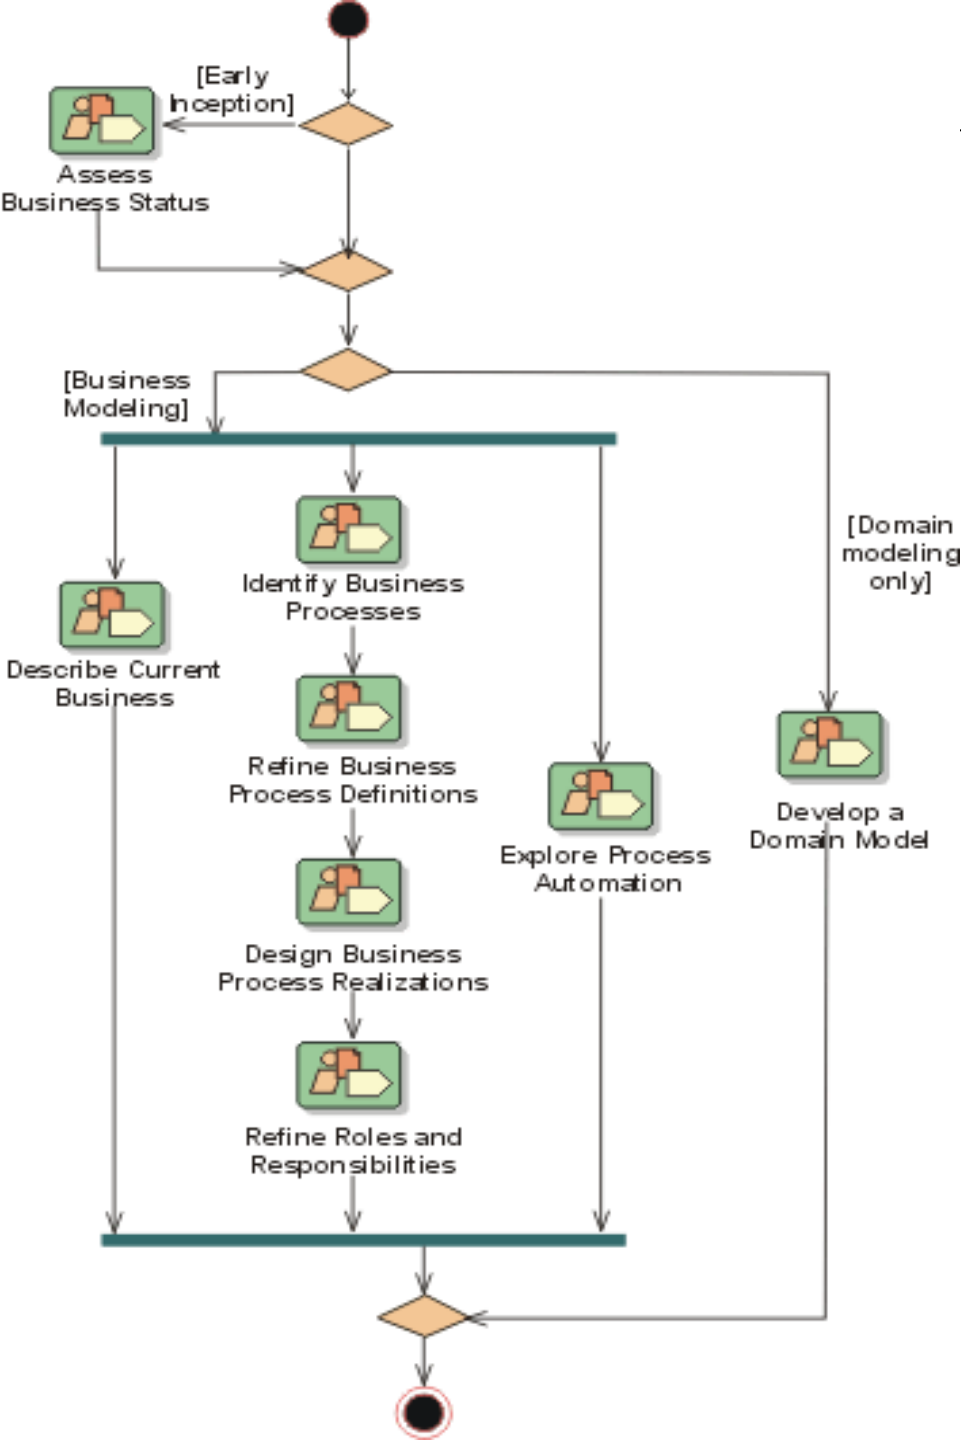 [Early
Inception]
Assess
Business Status
[Business
Modeling]
[Domain
modeling
only]
Identify Business
Processes
Describe Current
Business
Refine Business
Process Definitions
Develop a
Domain Model
Explore Process
Automation
Design Business
Process Realizations
Refine Roles and
Responsibilities